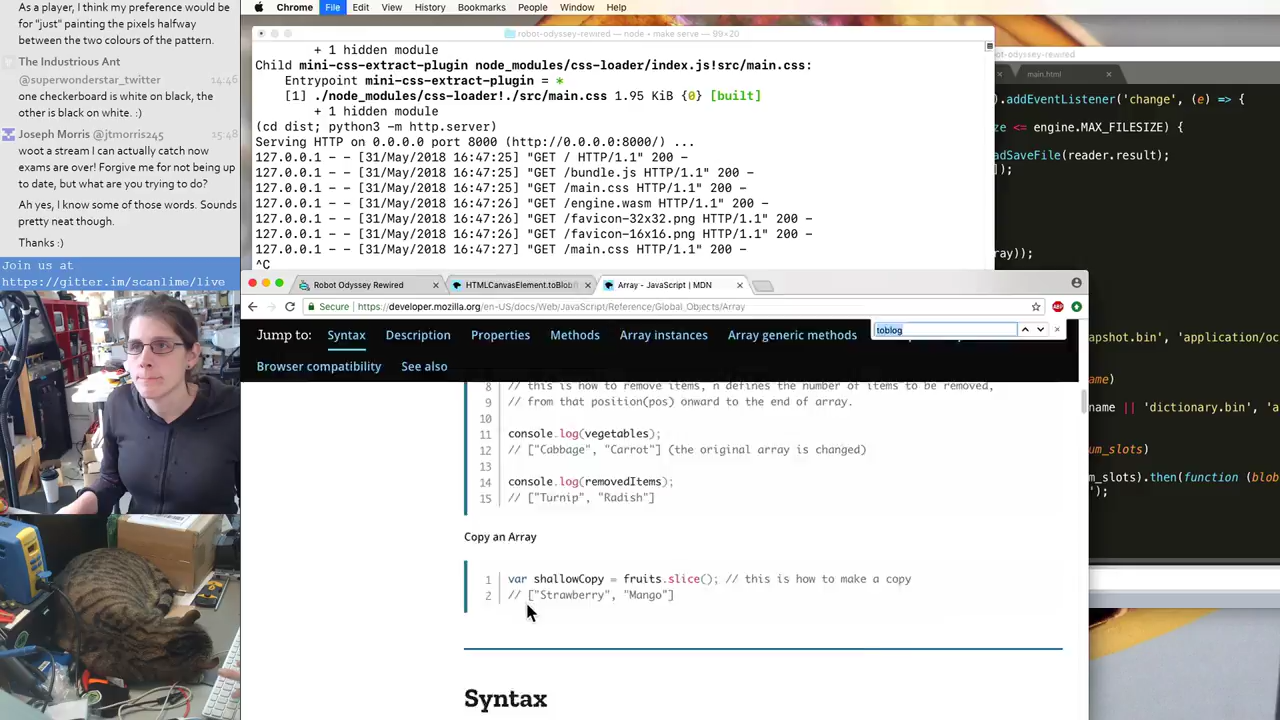 As a player, I think my preference would be
for "just" painting the pixels halfway
between the two colours of the pattern.
The Industrious Ant
@superwonderstar_twitter 14:46
one checkerboard is white on black, the
other is black on white. :)
Joseph Morris @jtmorris245 15:48
woot a stream I can actually catch now
exams are over! Forgive me for not being up
to date, but what are you trying to do?
Ah yes, I know some of those words. Sounds
pretty neat though.
Thanks :)
Join us at
https://gitter.im/scanlime/live
Chrome File Edit View History Bookmarks People Window Help
robot-odyssey-rewired — node • make serve — 99×20
+ 1 hidden module
Child mini-css-extract-plugin node_modules/css-loader/index.js!src/main.css:
Entrypoint mini-css-extract-plugin = *
[1] ./node_modules/css-loader!./src/main.css 1.95 KiB {0} [built]
+ 1 hidden module
(cd dist; python3 -m http.server)
Serving HTTP on 0.0.0.0 port 8000 (http://0.0.0.0:8000/) ...
127.0.0.1 - - [31/May/2018 16:47:25] "GET / HTTP/1.1" 200 -
127.0.0.1 - - [31/May/2018 16:47:25] "GET /bundle.js HTTP/1.1" 200 -
127.0.0.1 - - [31/May/2018 16:47:25] "GET /main.css HTTP/1.1" 200 -
127.0.0.1 - - [31/May/2018 16:47:26] "GET /engine.wasm HTTP/1.1" 200 -
127.0.0.1 - - [31/May/2018 16:47:26] "GET /favicon-32x32.png HTTP/1.1" 200 -
127.0.0.1 - - [31/May/2018 16:47:26] "GET /favicon-16x16.png HTTP/1.1" 200 -
127.0.0.1 - - [31/May/2018 16:47:27] "GET /main.css HTTP/1.1" 200 -
^C
ot-odyssey-rewired
main.html
).addEventListener('change', (e) => {
ze <= engine.MAX_FILESIZE) {
adSaveFile(reader.result);
]);
ray));
apshot.bin', 'application/oc
ame)
name || 'dictionary.bin', 'a
um_slots)
m_slots).then(function (blob
');
Robot Odyssey Rewired
HTMLCanvasElement.toBlob
Array - JavaScript | MDN
Secure https://developer.mozilla.org/en-US/docs/Web/JavaScript/Reference/Global_Objects/Array
toblog
Jump to: Syntax Description Properties Methods Array instances Array generic methods
Browser compatibility See also
8 // this is how to remove items, n defines the number of items to be removed,
9 // from that position(pos) onward to the end of array.
10
11 console.log(vegetables);
12 // ["Cabbage", "Carrot"] (the original array is changed)
13
14 console.log(removedItems);
15 // ["Turnip", "Radish"]
Copy an Array
1 var shallowCopy = fruits.slice(); // this is how to make a copy
2 // ["Strawberry", "Mango"]
Syntax